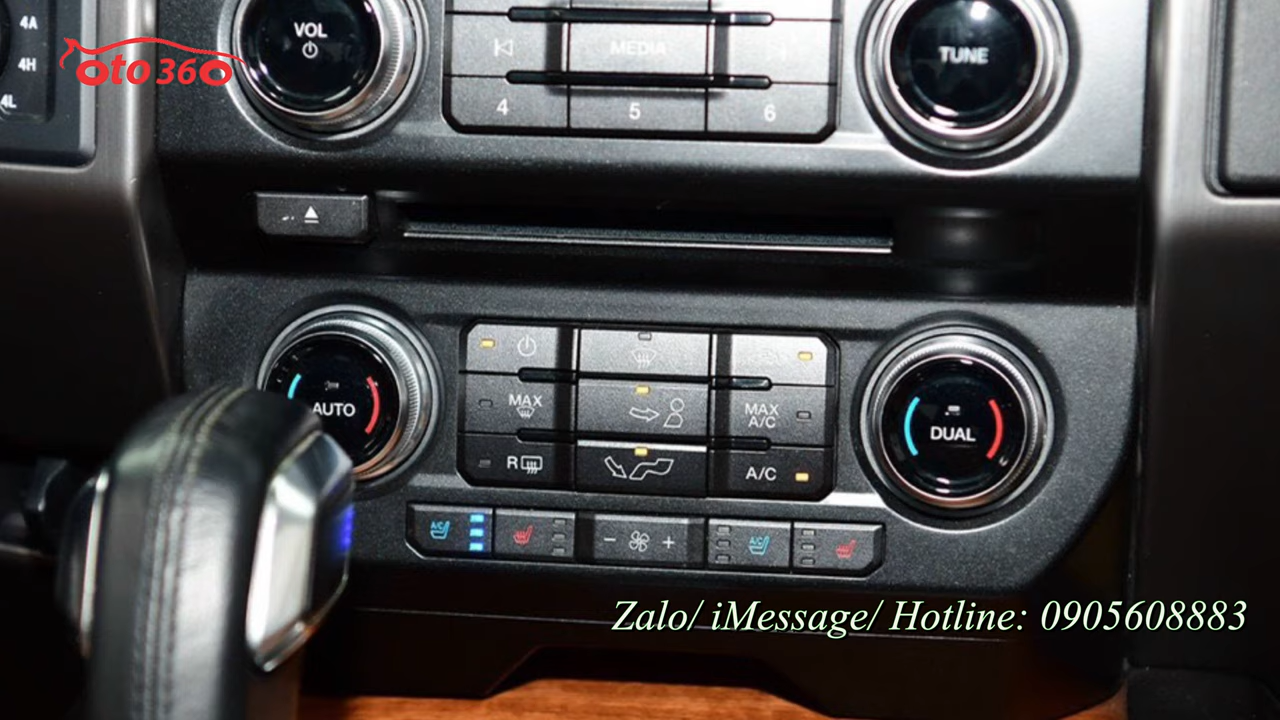 4A
4H
4L
oto360
VOL
MEDIA
TUNE
4
5
6
AUTO
MAX
MAX
A/C
R
A/C
DUAL
A/C
A/C
Zalo/ iMessage/ Hotline: 0905608883